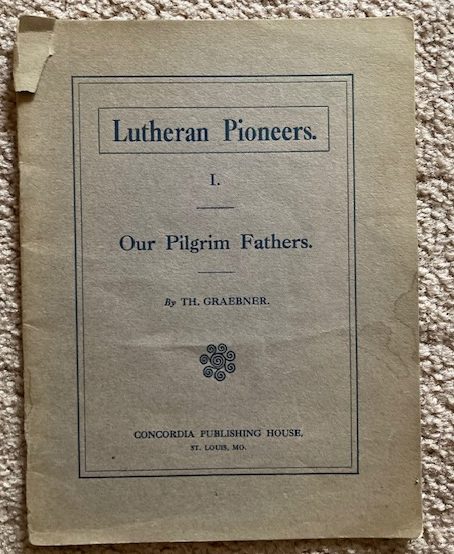 Lutheran Pioneers.
I.
Our Pilgrim Fathers.
By TH. GRAEBNER.
CONCORDIA PUBLISHING HOUSE,
ST. LOUIS, MO.